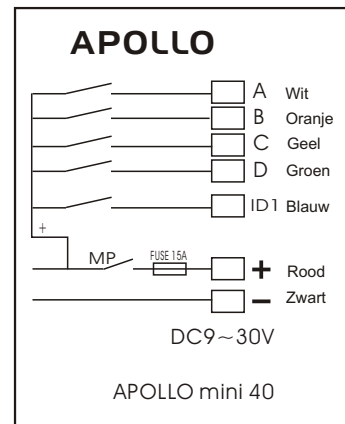 APOLLO
A Wit
B Oranje
C Geel
D Groen
ID1 Blauw
+
MP FUSE 15A + Rood
− Zwart
DC9~30V
APOLLO mini 40